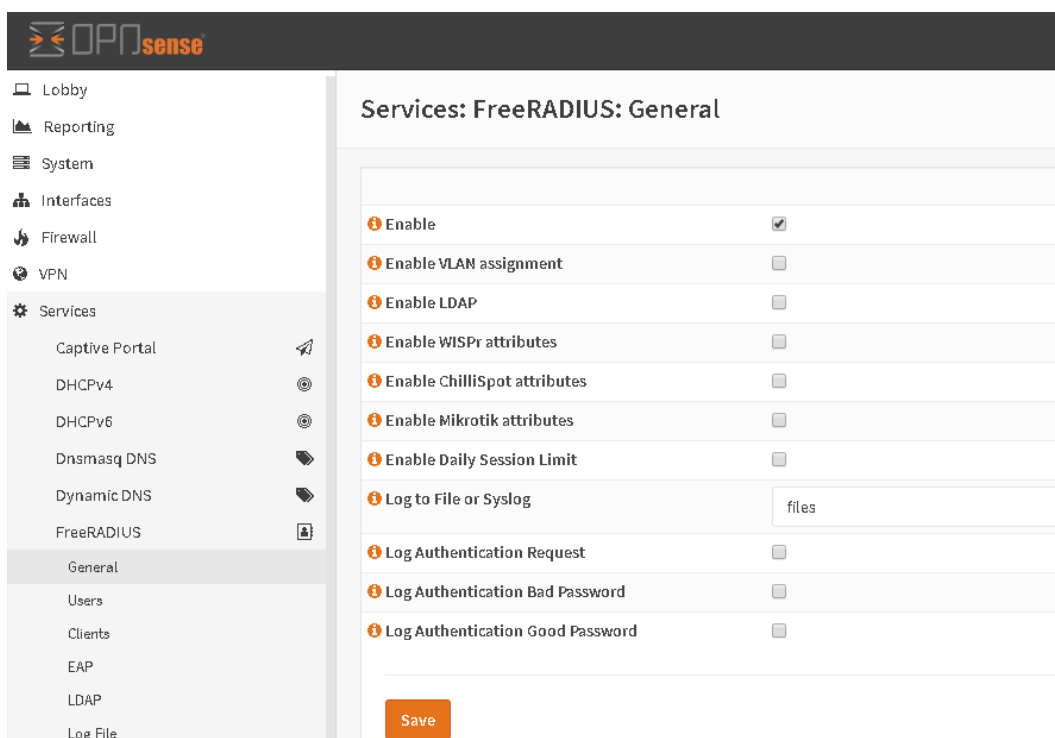 OPNsense
Lobby
Reporting
System
Interfaces
Firewall
VPN
Services
Captive Portal
DHCPv4
DHCPv6
Dnsmasq DNS
Dynamic DNS
FreeRADIUS
General
Users
Clients
EAP
LDAP
Log File
Services: FreeRADIUS: General
Enable
Enable VLAN assignment
Enable LDAP
Enable WISPr attributes
Enable ChilliSpot attributes
Enable Mikrotik attributes
Enable Daily Session Limit
Log to File or Syslog
files
Log Authentication Request
Log Authentication Bad Password
Log Authentication Good Password
Save